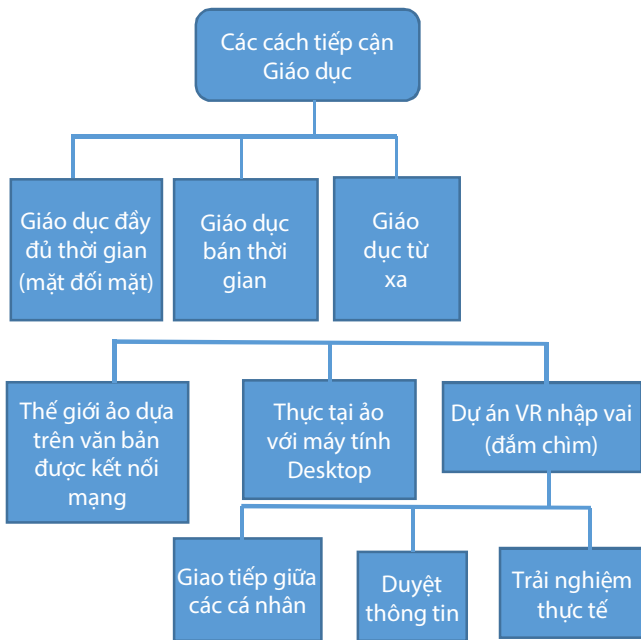 Các cách tiếp cận
Giáo dục
Giáo dục đầy
đủ thời gian
(mặt đối mặt)
Giáo dục
bán thời
gian
Giáo
dục từ
xa
Thế giới ảo dựa
trên văn bản
được kết nối
mạng
Thực tại ảo
với máy tính
Desktop
Dự án VR nhập vai
(đắm chìm)
Giao tiếp giữa
các cá nhân
Duyệt
thông tin
Trải nghiệm
thực tế